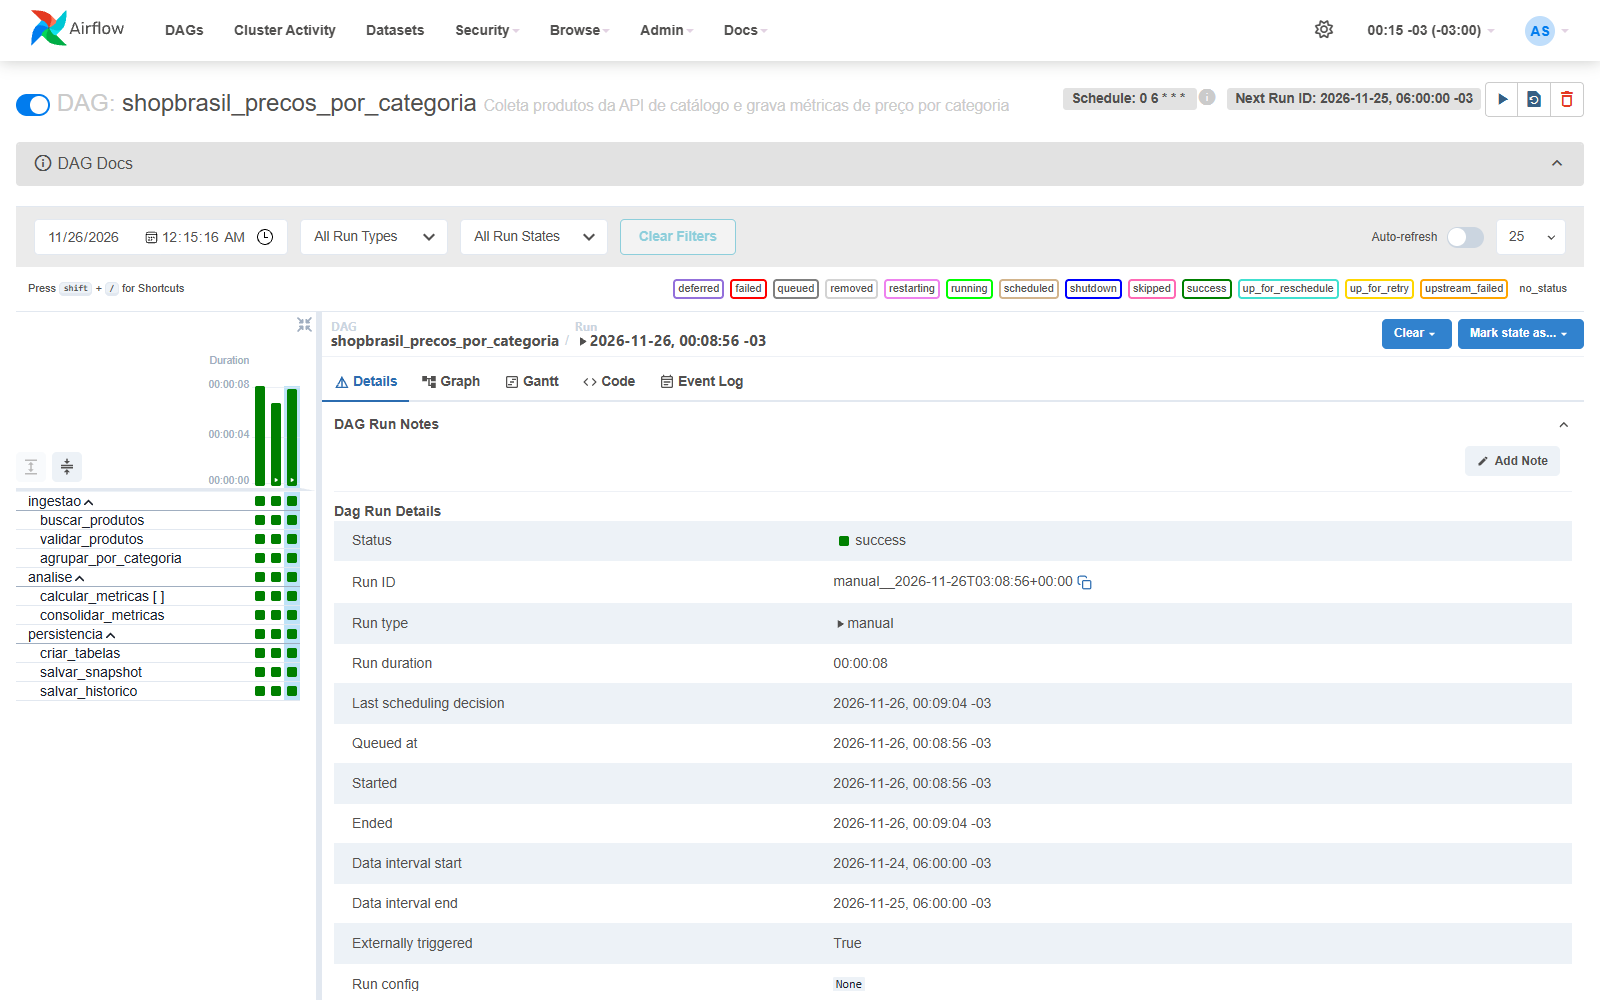 Airflow DAGs Cluster Activity Datasets Security Browse Admin Docs 00:15 -03 (-03:00) AS
DAG: shopbrasil_precos_por_categoria Coleta produtos da API de catálogo e grava métricas de preço por categoria Schedule: 0 6 * * * i Next Run ID: 2026-11-25, 06:00:00 -03
DAG Docs
11/26/2026 12:15:16 AM All Run Types All Run States Clear Filters Auto-refresh 25
Press shift + / for Shortcuts deferred failed queued removed restarting running scheduled shutdown skipped success up_for_reschedule up_for_retry upstream_failed no_status
Duration
00:00:08
00:00:04
00:00:00
ingestao
buscar_produtos
validar_produtos
agrupar_por_categoria
analise
calcular_metricas [ ]
consolidar_metricas
persistencia
criar_tabelas
salvar_snapshot
salvar_historico
DAG Run
shopbrasil_precos_por_categoria / 2026-11-26, 00:08:56 -03
Clear Mark state as...
Details Graph Gantt Code Event Log
DAG Run Notes
Add Note
Dag Run Details
Status success
Run ID manual__2026-11-26T03:08:56+00:00
Run type manual
Run duration 00:00:08
Last scheduling decision 2026-11-26, 00:09:04 -03
Queued at 2026-11-26, 00:08:56 -03
Started 2026-11-26, 00:08:56 -03
Ended 2026-11-26, 00:09:04 -03
Data interval start 2026-11-24, 06:00:00 -03
Data interval end 2026-11-25, 06:00:00 -03
Externally triggered True
Run config None